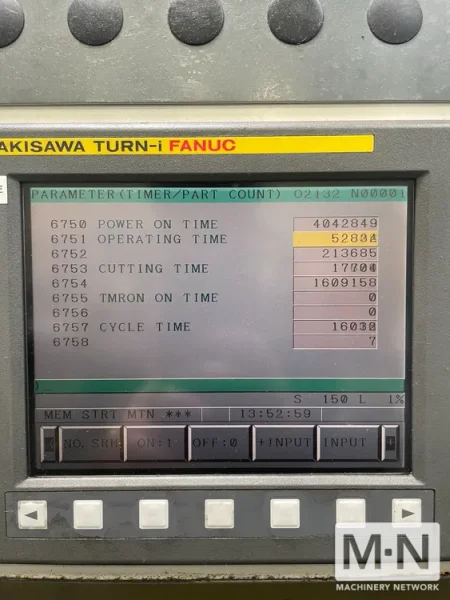 AKISAWA TURN-i FANUC
E
PARAMETER(TIMER/PART COUNT) O2132 N00001
6750 POWER ON TIME 4042849
6751 OPERATING TIME
6752 213685
6753 CUTTING TIME
6754 1609158
6755 TMRON ON TIME 0
6756 0
6757 CYCLE TIME
6758 7
S 150 L 1%
MEM STRT MTN *** 13:52:59
NO. SRH ON:1 OFF:0 +INPUT INPUT +
M·N
MACHINERY NETWORK